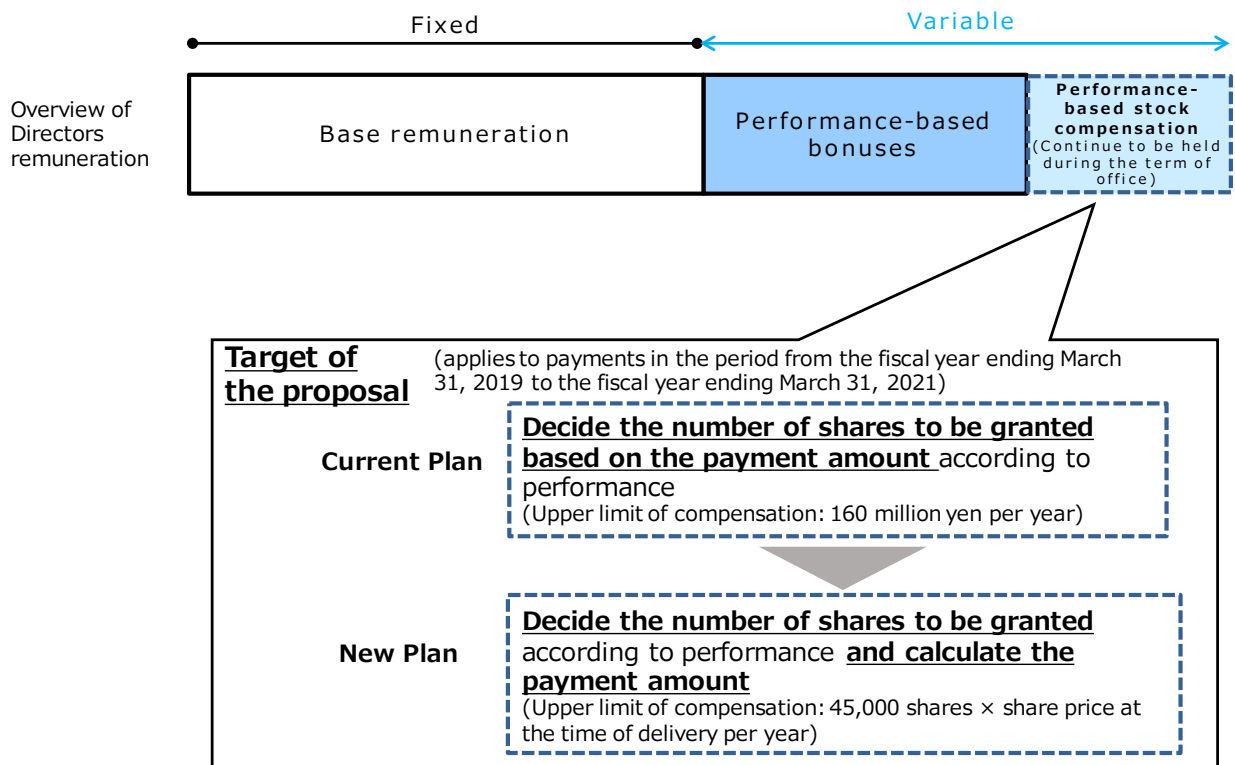 Fixed
Variable
Overview of
Directors
remuneration
Base remuneration
Performance-based
bonuses
Performance-
based stock
compensation
(Continue to be held
during the term of
office)
Target of
the proposal
(applies to payments in the period from the fiscal year ending March
31, 2019 to the fiscal year ending March 31, 2021)
Current Plan
Decide the number of shares to be granted
based on the payment amount according to
performance
(Upper limit of compensation: 160 million yen per year)
New Plan
Decide the number of shares to be granted
according to performance and calculate the
payment amount
(Upper limit of compensation: 45,000 shares × share price at
the time of delivery per year)